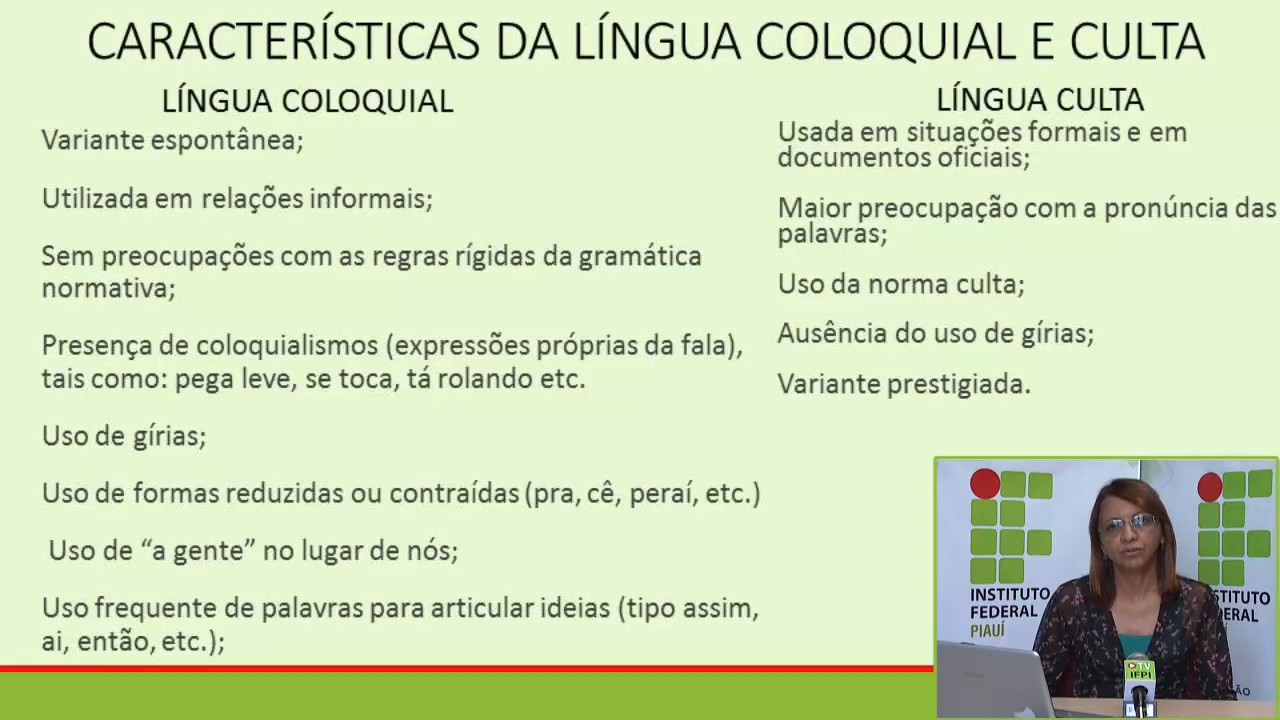 CARACTERÍSTICAS DA LÍNGUA COLOQUIAL E CULTA
LÍNGUA COLOQUIAL
Variante espontânea;
Utilizada em relações informais;
Sem preocupações com as regras rígidas da gramática
normativa;
Presença de coloquialismos (expressões próprias da fala),
tais como: pega leve, se toca, tá rolando etc.
Uso de gírias;
Uso de formas reduzidas ou contraídas (pra, cê, peraí, etc.)
Uso de “a gente” no lugar de nós;
Uso frequente de palavras para articular ideias (tipo assim,
ai, então, etc.);
LÍNGUA CULTA
Usada em situações formais e em
documentos oficiais;
Maior preocupação com a pronúncia das
palavras;
Uso da norma culta;
Ausência do uso de gírias;
Variante prestigiada.
INSTITUTO
FEDERAL
PIAUÍ
STITUTO
DERAL
TV
IFPI